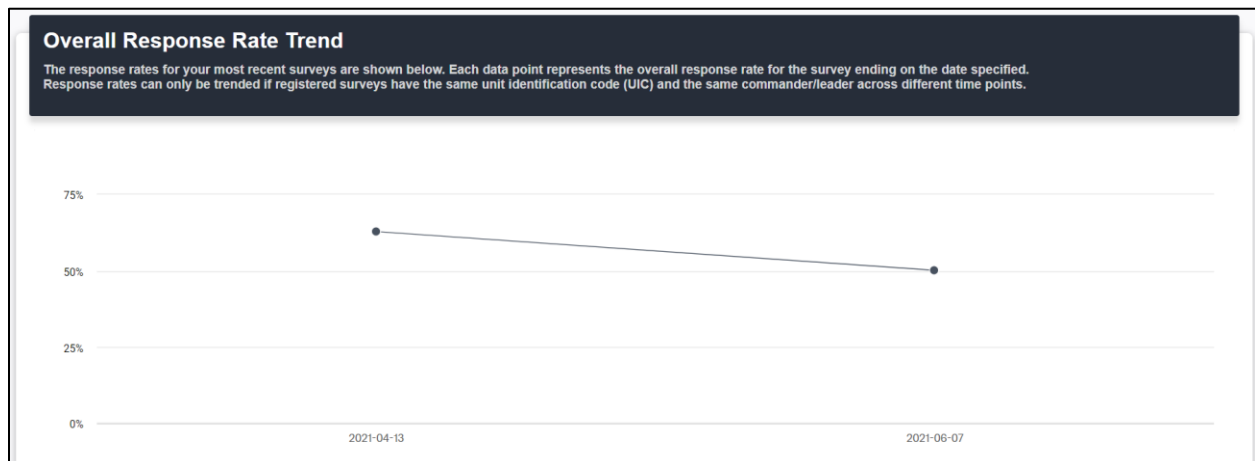 Overall Response Rate Trend
The response rates for your most recent surveys are shown below. Each data point represents the overall response rate for the survey ending on the date specified.
Response rates can only be trended if registered surveys have the same unit identification code (UIC) and the same commander/leader across different time points.
75%
50%
25%
0%
2021-04-13 2021-06-07